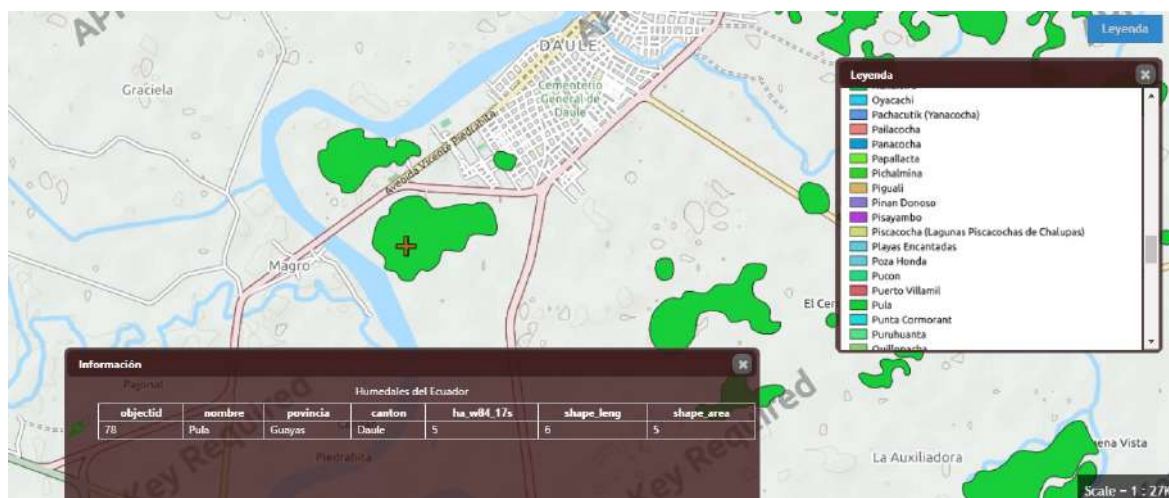 API
Leyenda
DAULE
Graciela
Cementerio
General de
Daule
Avenida Vicente Piedrahita
Magro
Leyenda
Oyacachi
Pachacutik (Yanacocha)
Pailacocha
Panacocha
Papallacta
Pichalmina
Piguali
Pinan Donoso
Pisayambo
Piscacocha (Lagunas Piscacochas de Chalupas)
Playas Encantadas
Poza Honda
Pucon
Puerto Villamil
Pula
Punta Cormorant
Puruhuanta
El Cer
Información
Pajonal
Humedales del Ecuador
objectid nombre povincia canton ha_w84_17s shape_leng shape_area
78 Pula Guayas Daule 5 6 5
Piedrahita
Key Required
Key Required
La Auxiliadora
ena Vista
Scale = 1 : 27K